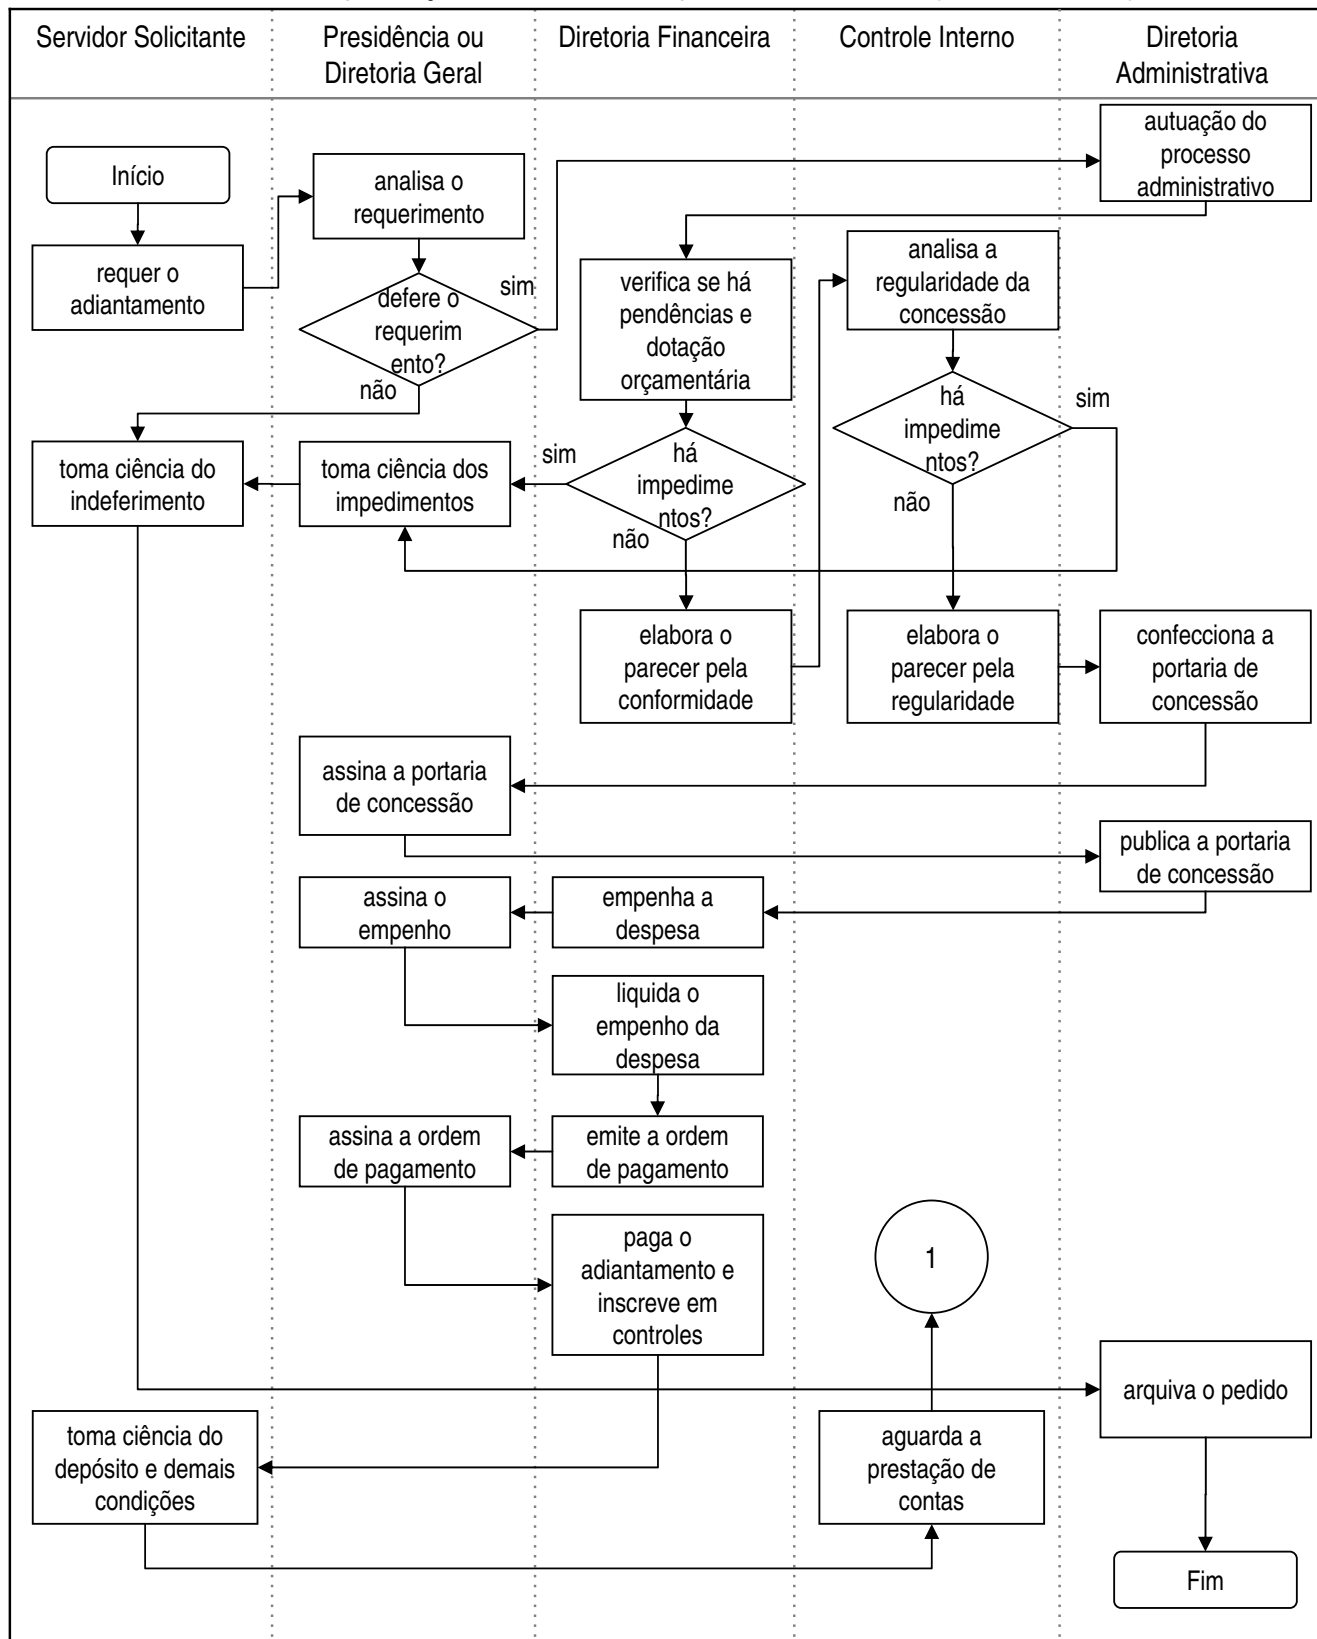 Servidor Solicitante
Presidência ou
Diretoria Geral
Diretoria Financeira
Controle Interno
Diretoria
Administrativa
autuação do
processo
administrativo
Início
analisa o
requerimento
requer o
adiantamento
defere o
requerim
ento?
sim
não
verifica se há
pendências e
dotação
orçamentária
analisa a
regularidade da
concessão
há
impedime
ntos?
sim
não
toma ciência do
indeferimento
toma ciência dos
impedimentos
sim
há
impedime
ntos?
não
elabora o
parecer pela
conformidade
elabora o
parecer pela
regularidade
confecciona a
portaria de
concessão
assina a portaria
de concessão
publica a portaria
de concessão
assina o
empenho
empenha a
despesa
liquida o
empenho da
despesa
assina a ordem
de pagamento
emite a ordem
de pagamento
paga o
adiantamento e
inscreve em
controles
1
arquiva o pedido
toma ciência do
depósito e demais
condições
aguarda a
prestação de
contas
Fim